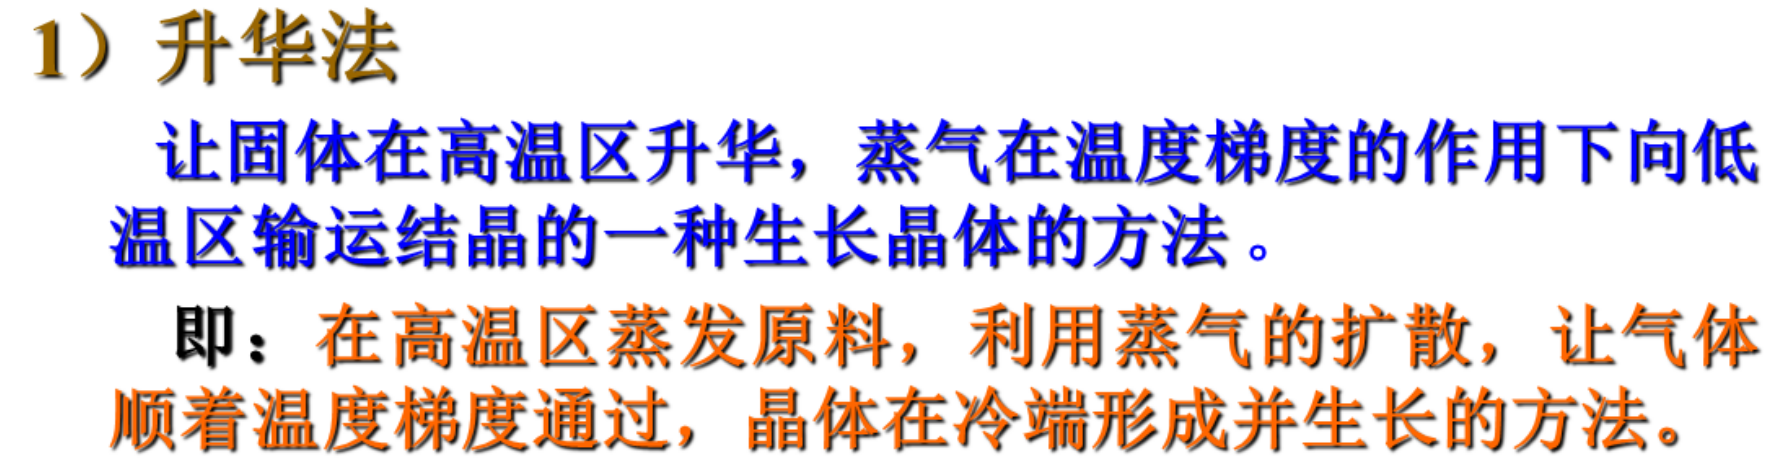 1）升华法
让固体在高温区升华，蒸气在温度梯度的作用下向低
温区输运结晶的一种生长晶体的方法 。
即：在高温区蒸发原料，利用蒸气的扩散，让气体
顺着温度梯度通过，晶体在冷端形成并生长的方法。